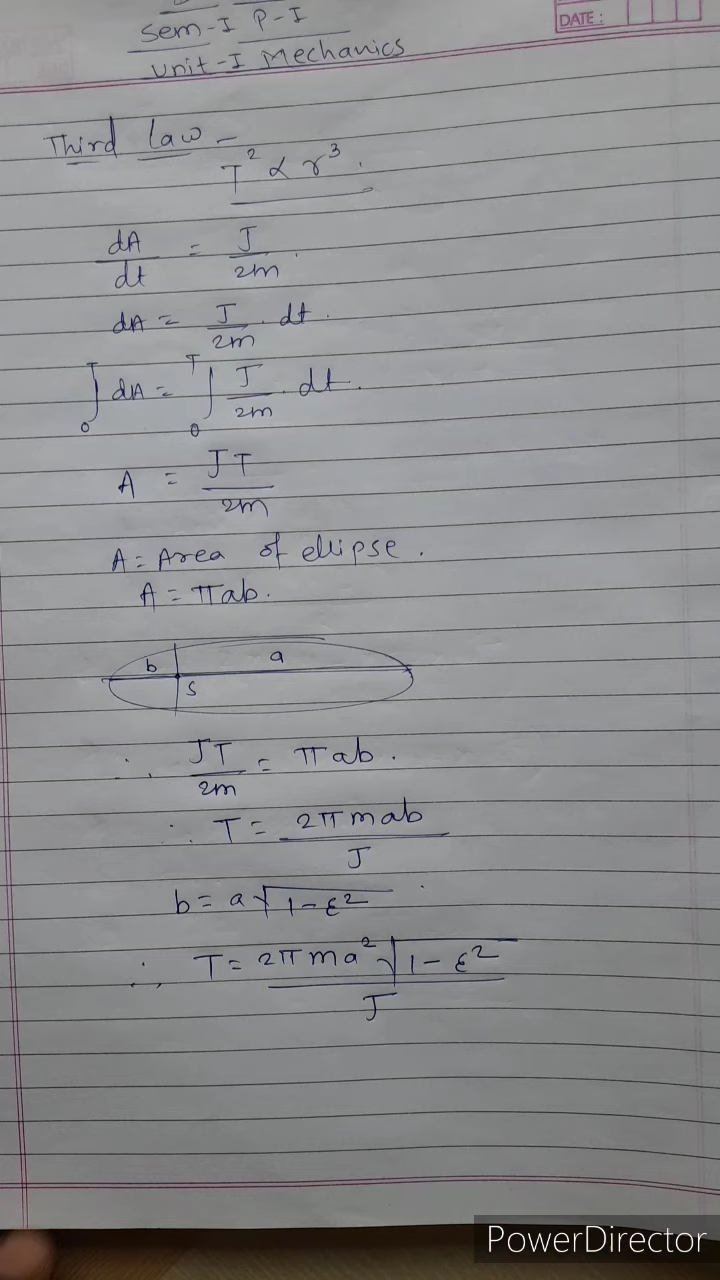 DATE :
Sem-I P-I
Unit-I Mechanics
Third Law -
T² ∝ r³.
dA/dt = J/2m.
dA = J/2m . dt.
∫₀ᵀ dA = ∫₀ᵀ J/2m . dt.
A = JT/2m
A = Area of ellipse.
A = πab.
b a
S
∴ JT/2m = πab.
∴ T = 2πmab/J
b = a√1-ε²
∴ T = 2πma²√1-ε²/J
PowerDirector